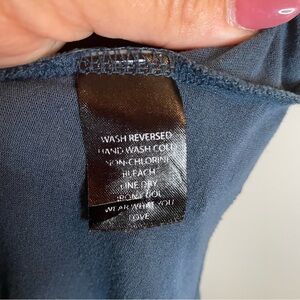 WASH REVERSED
HAND WASH COLD
NON-CHLORINE
BLEACH
LINE DRY
IRON COOL
WEAR WHAT YOU
LOVE